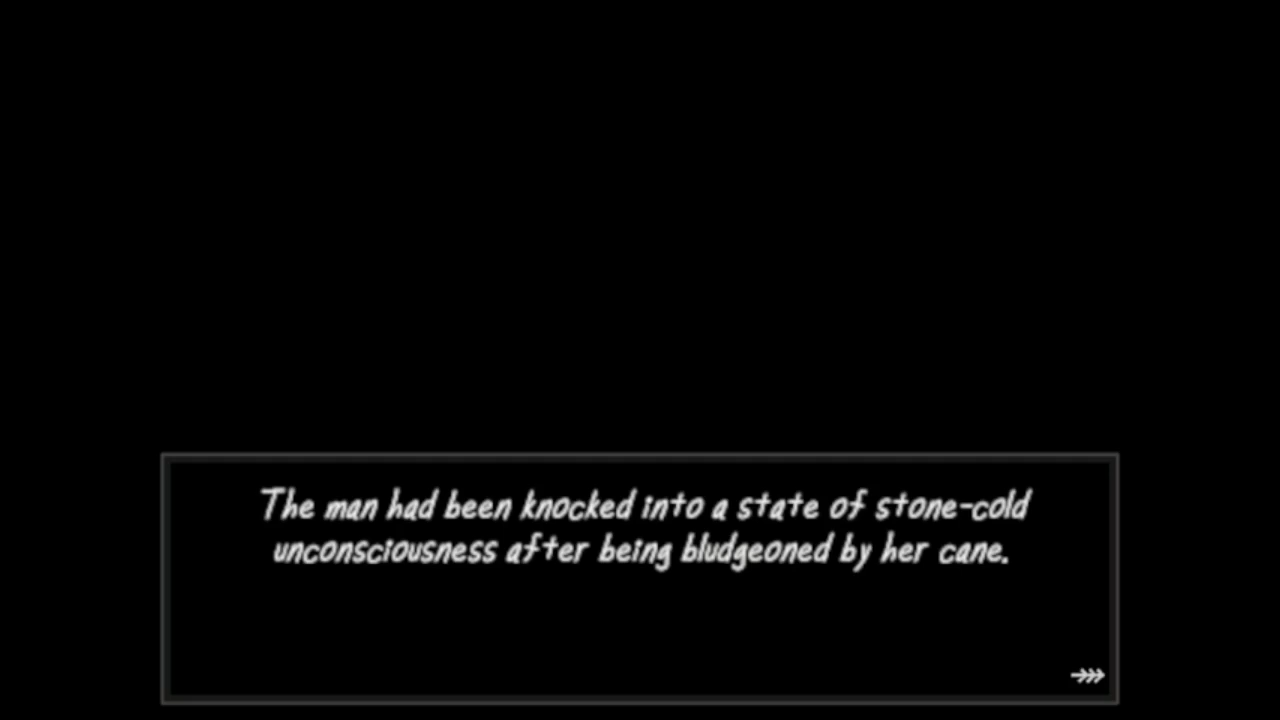 The man had been knocked into a state of stone-cold
unconsciousness after being bludgeoned by her cane.